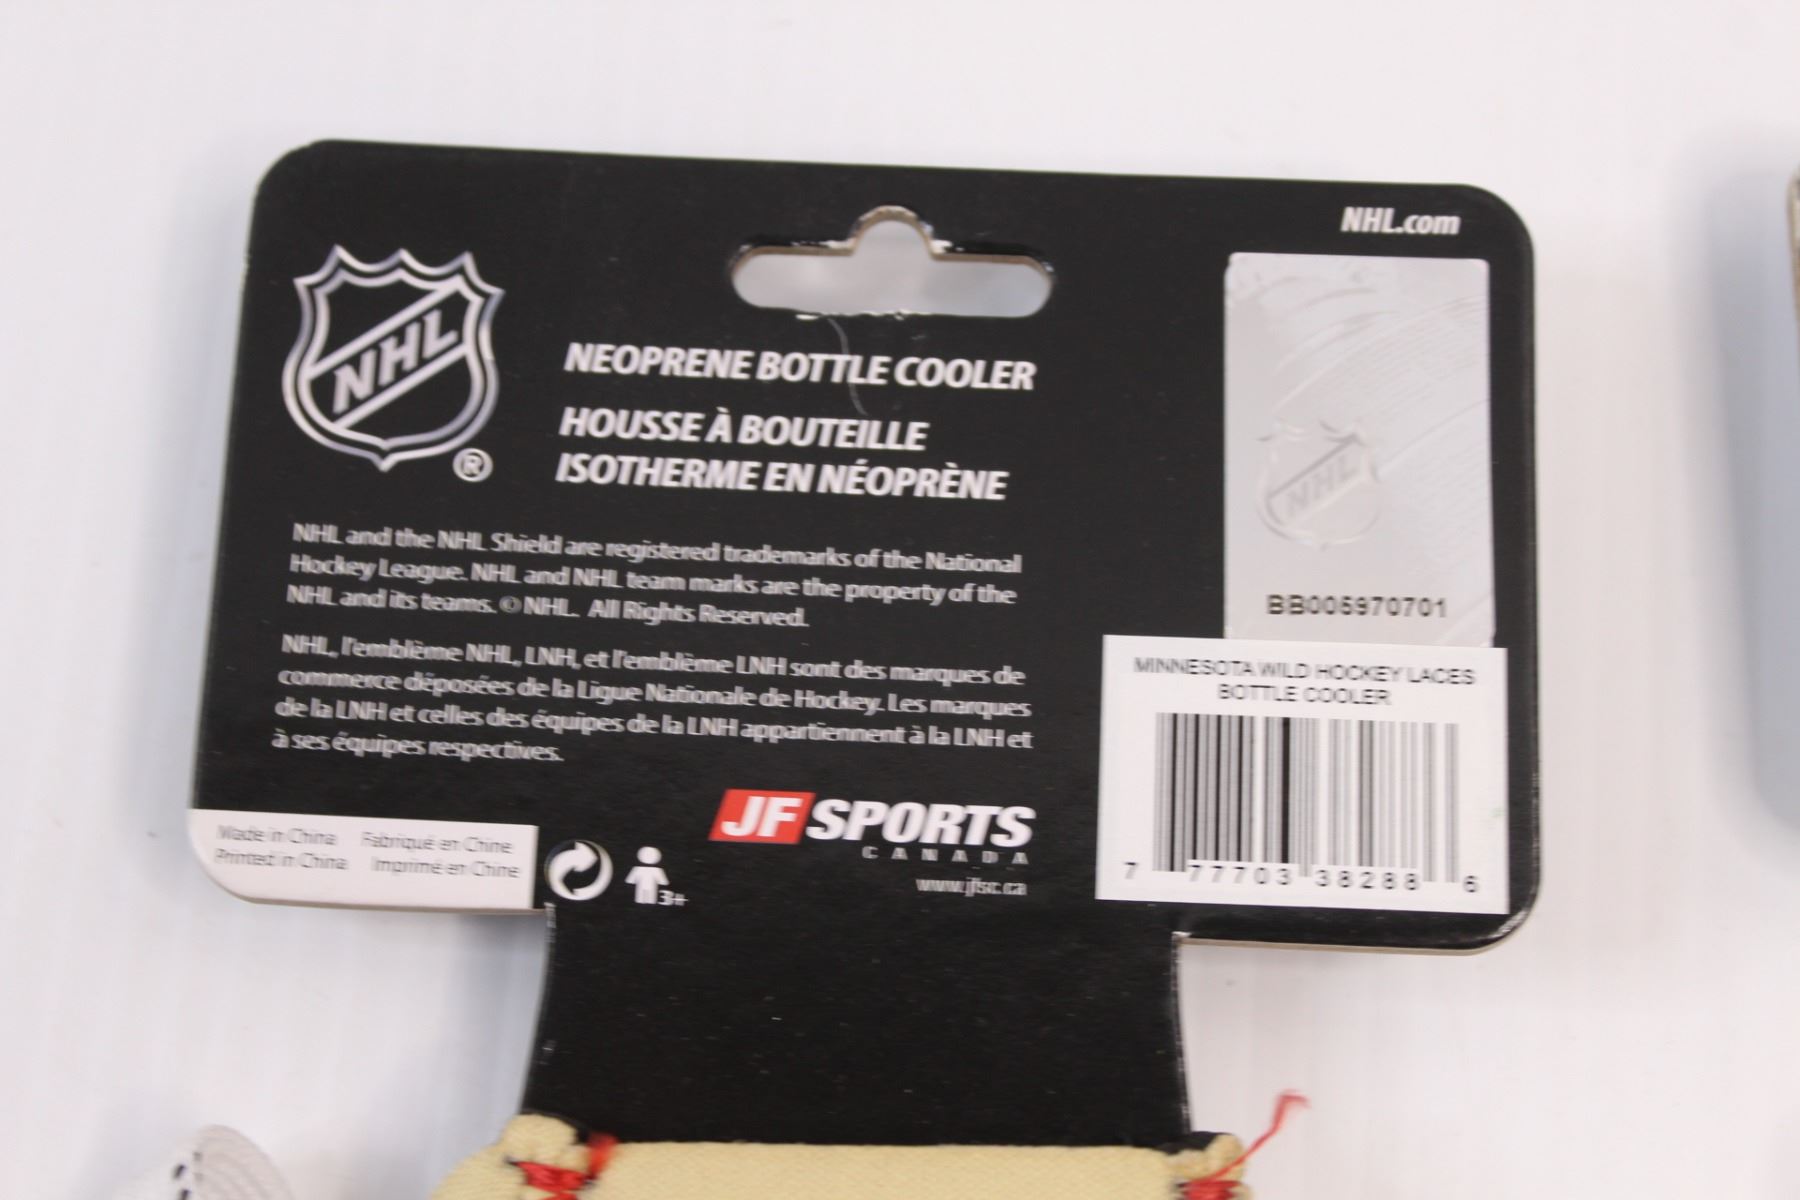 NHL.com
NHL
®
NEOPRENE BOTTLE COOLER
HOUSSE À BOUTEILLE
ISOTHERME EN NÉOPRÈNE
NHL and the NHL Shield are registered trademarks of the National
Hockey League. NHL and NHL team marks are the property of the
NHL and its teams. © NHL. All Rights Reserved.
NHL, l'emblème NHL, LNH, et l'emblème LNH sont des marques de
commerce déposées de la Ligue Nationale de Hockey. Les marques
de la LNH et celles des équipes de la LNH appartiennent à la LNH et
à ses équipes respectives.
Made in China Fabriqué en Chine
Printed in China Imprimé en Chine
3+
JF SPORTS
CANADA
www.jfsc.ca
NHL
BB005970701
MINNESOTA WILD HOCKEY LACES
BOTTLE COOLER
7 77703 38288 6